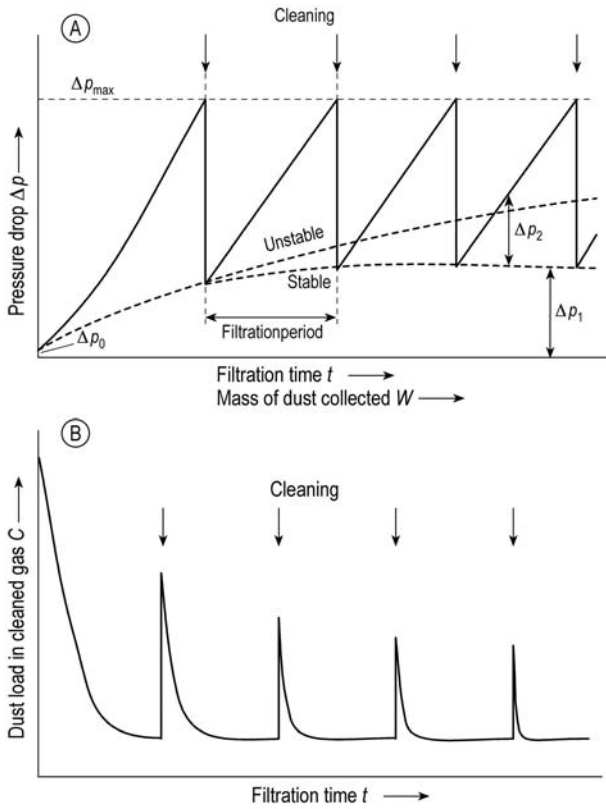 Cleaning
A
Δpmax
Pressure drop Δp
Unstable
Δp2
Stable
Δp1
Filtrationperiod
Δp0
Filtration time t
Mass of dust collected W
B
Cleaning
Dust load in cleaned gas C
Filtration time t